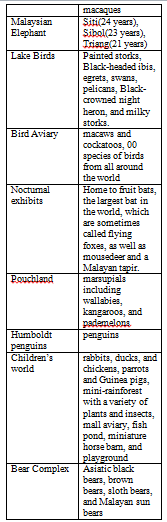 macaques
Malaysian Siti(24 years),
Elephant Sibol(23 years),
Triang(21 years)
Lake Birds Painted storks,
Black-headed ibis,
egrets, swans,
pelicans, Black-
crowned night
heron, and milky
storks.
Bird Aviary macaws and
cockatoos, 00
species of birds
from all around
the world
Nocturnal Home to fruit bats,
exhibits the largest bat in
the world, which
are sometimes
called flying
foxes, as well as
mousedeer and a
Malayan tapir.
Pouchland marsupials
including
wallabies,
kangaroos, and
pademelons.
Humboldt penguins
penguins
Children's rabbits, ducks, and
world chickens, parrots
and Guinea pigs,
mini-rainforest
with a variety of
plants and insects,
mall aviary, fish
pond, miniature
horse barn, and
playground
Bear Complex Asiatic black
bears, brown
bears, sloth bears,
and Malayan sun
bears